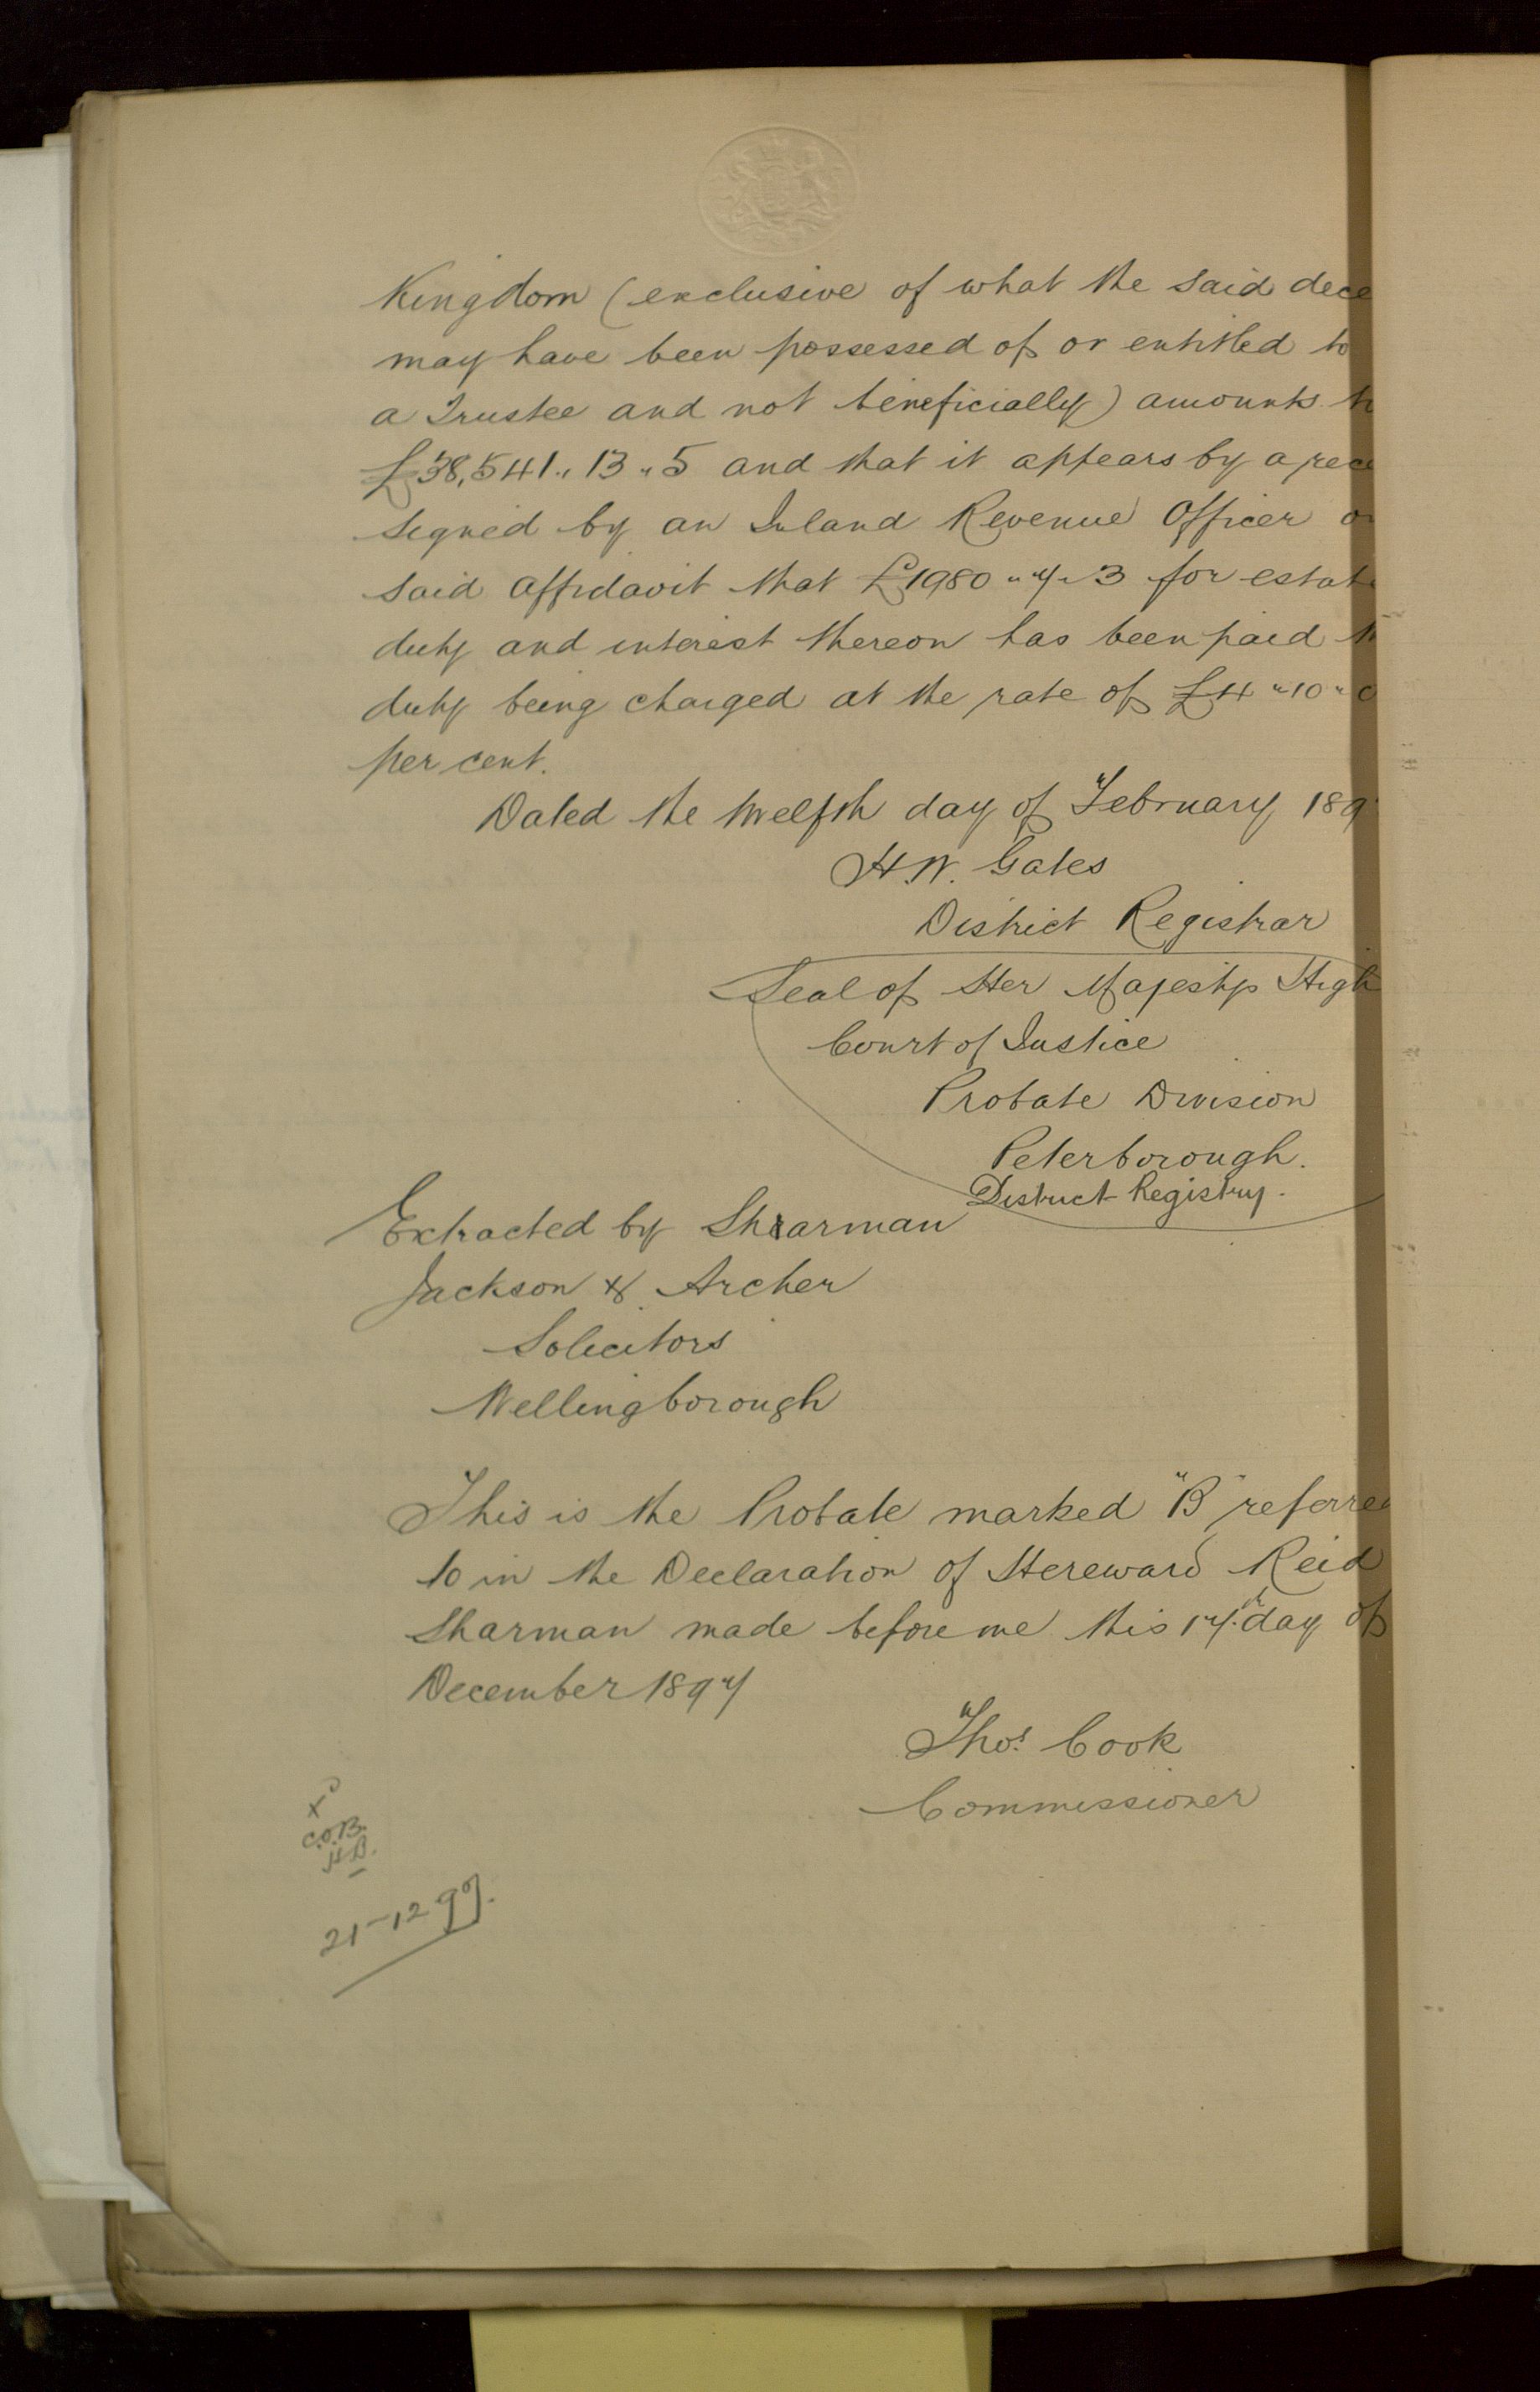 Kingdom (exclusive of what the said dece
may have been possessed of or entitled to
a Trustee and not beneficially) amounts to
£38,541 " 13 " 5 and that it appears by a rece
signed by an Inland Revenue Officer on
said affidavit that £1980 " 7 " 3 for estate
duty and interest thereon has been paid
duty being charged at the rate of £4 " 10 " 0
per cent.
Dated the twelfth day of February 189
H.W. Gates
District Registrar
Seal of Her Majestys High
Court of Justice
Probate Division
Peterborough.
District Registry.
Extracted by Sharman
Jackson & Archer
Solicitors
Wellingborough
This is the Probate marked "B" referred
to in the Declaration of Hereward Reid
Sharman made before me this 17th day of
December 1897
Thos. Cook
Commissioner
C.O.B.
H.B.
21-12 97.